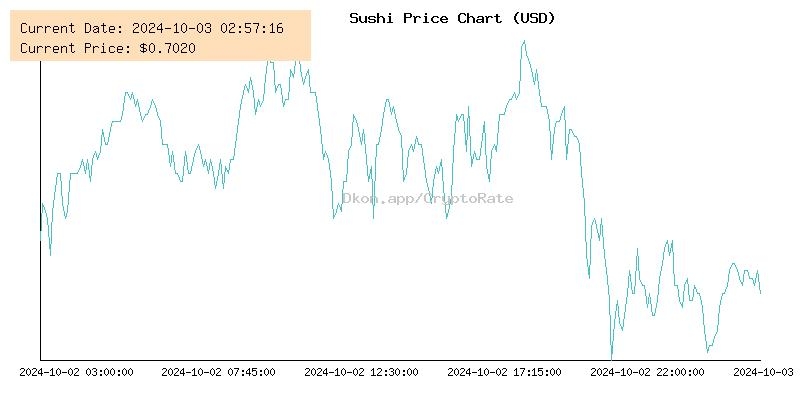 Sushi Price Chart (USD)
Current Date: 2024-10-03 02:57:16
Current Price: $0.7020
Dkon.app/CryptoRate
2024-10-02 03:00:00 2024-10-02 07:45:00 2024-10-02 12:30:00 2024-10-02 17:15:00 2024-10-02 22:00:00 2024-10-03